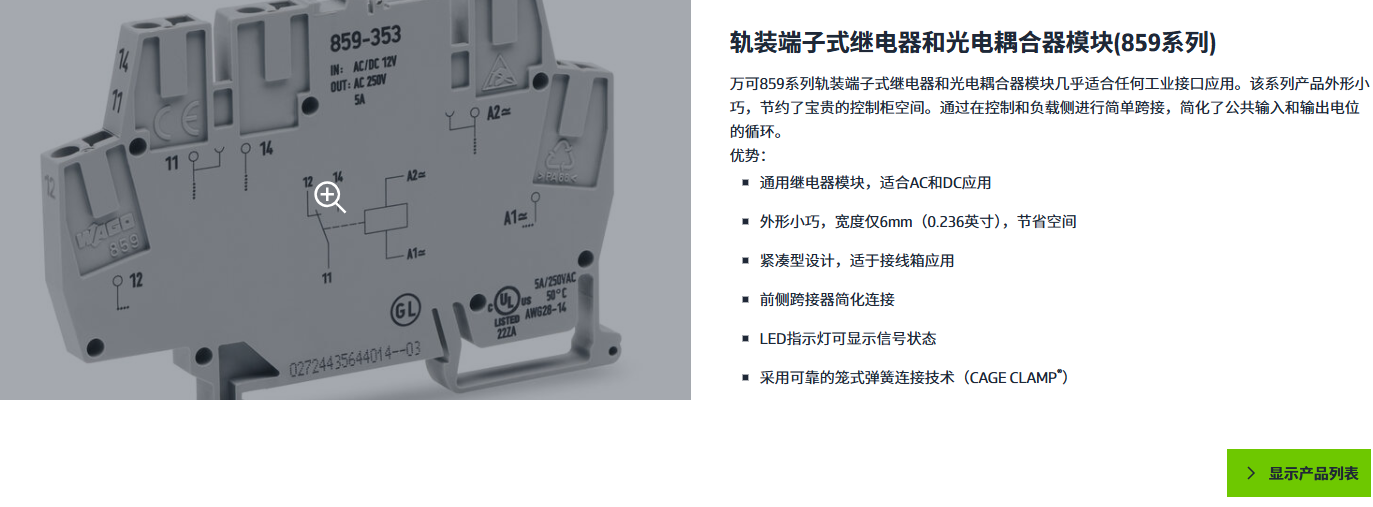 859-353
IN: AC/DC 12V
OUT: AC 250V
5A
14
11
A2≃
11
14
12
12
14
A2≃
A1≃
A1≃
11
WAGO
859
>PA66<
12
5A/250VAC
50°C
AWG28-14
C UL US
LISTED
22ZA
GL
02724435644014--03
CE
轨装端子式继电器和光电耦合器模块(859系列)
万可859系列轨装端子式继电器和光电耦合器模块几乎适合任何工业接口应用。该系列产品外形小
巧，节约了宝贵的控制柜空间。通过在控制和负载侧进行简单跨接，简化了公共输入和输出电位
的循环。
优势：
▪ 通用继电器模块，适合AC和DC应用
▪ 外形小巧，宽度仅6mm（0.236英寸），节省空间
▪ 紧凑型设计，适于接线箱应用
▪ 前侧跨接器简化连接
▪ LED指示灯可显示信号状态
▪ 采用可靠的笼式弹簧连接技术（CAGE CLAMP®）
显示产品列表